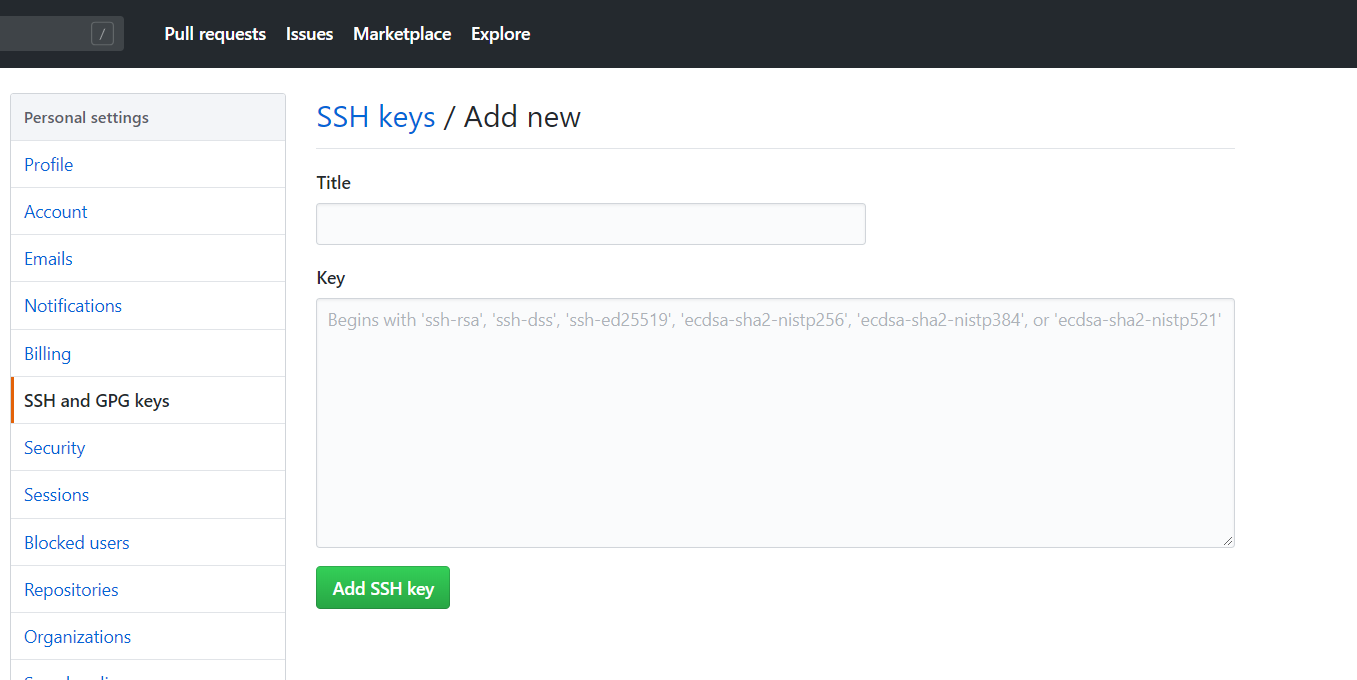 /
Pull requests Issues Marketplace Explore
Personal settings
Profile
Account
Emails
Notifications
Billing
SSH and GPG keys
Security
Sessions
Blocked users
Repositories
Organizations
SSH keys / Add new
Title
Key
Begins with 'ssh-rsa', 'ssh-dss', 'ssh-ed25519', 'ecdsa-sha2-nistp256', 'ecdsa-sha2-nistp384', or 'ecdsa-sha2-nistp521'
Add SSH key